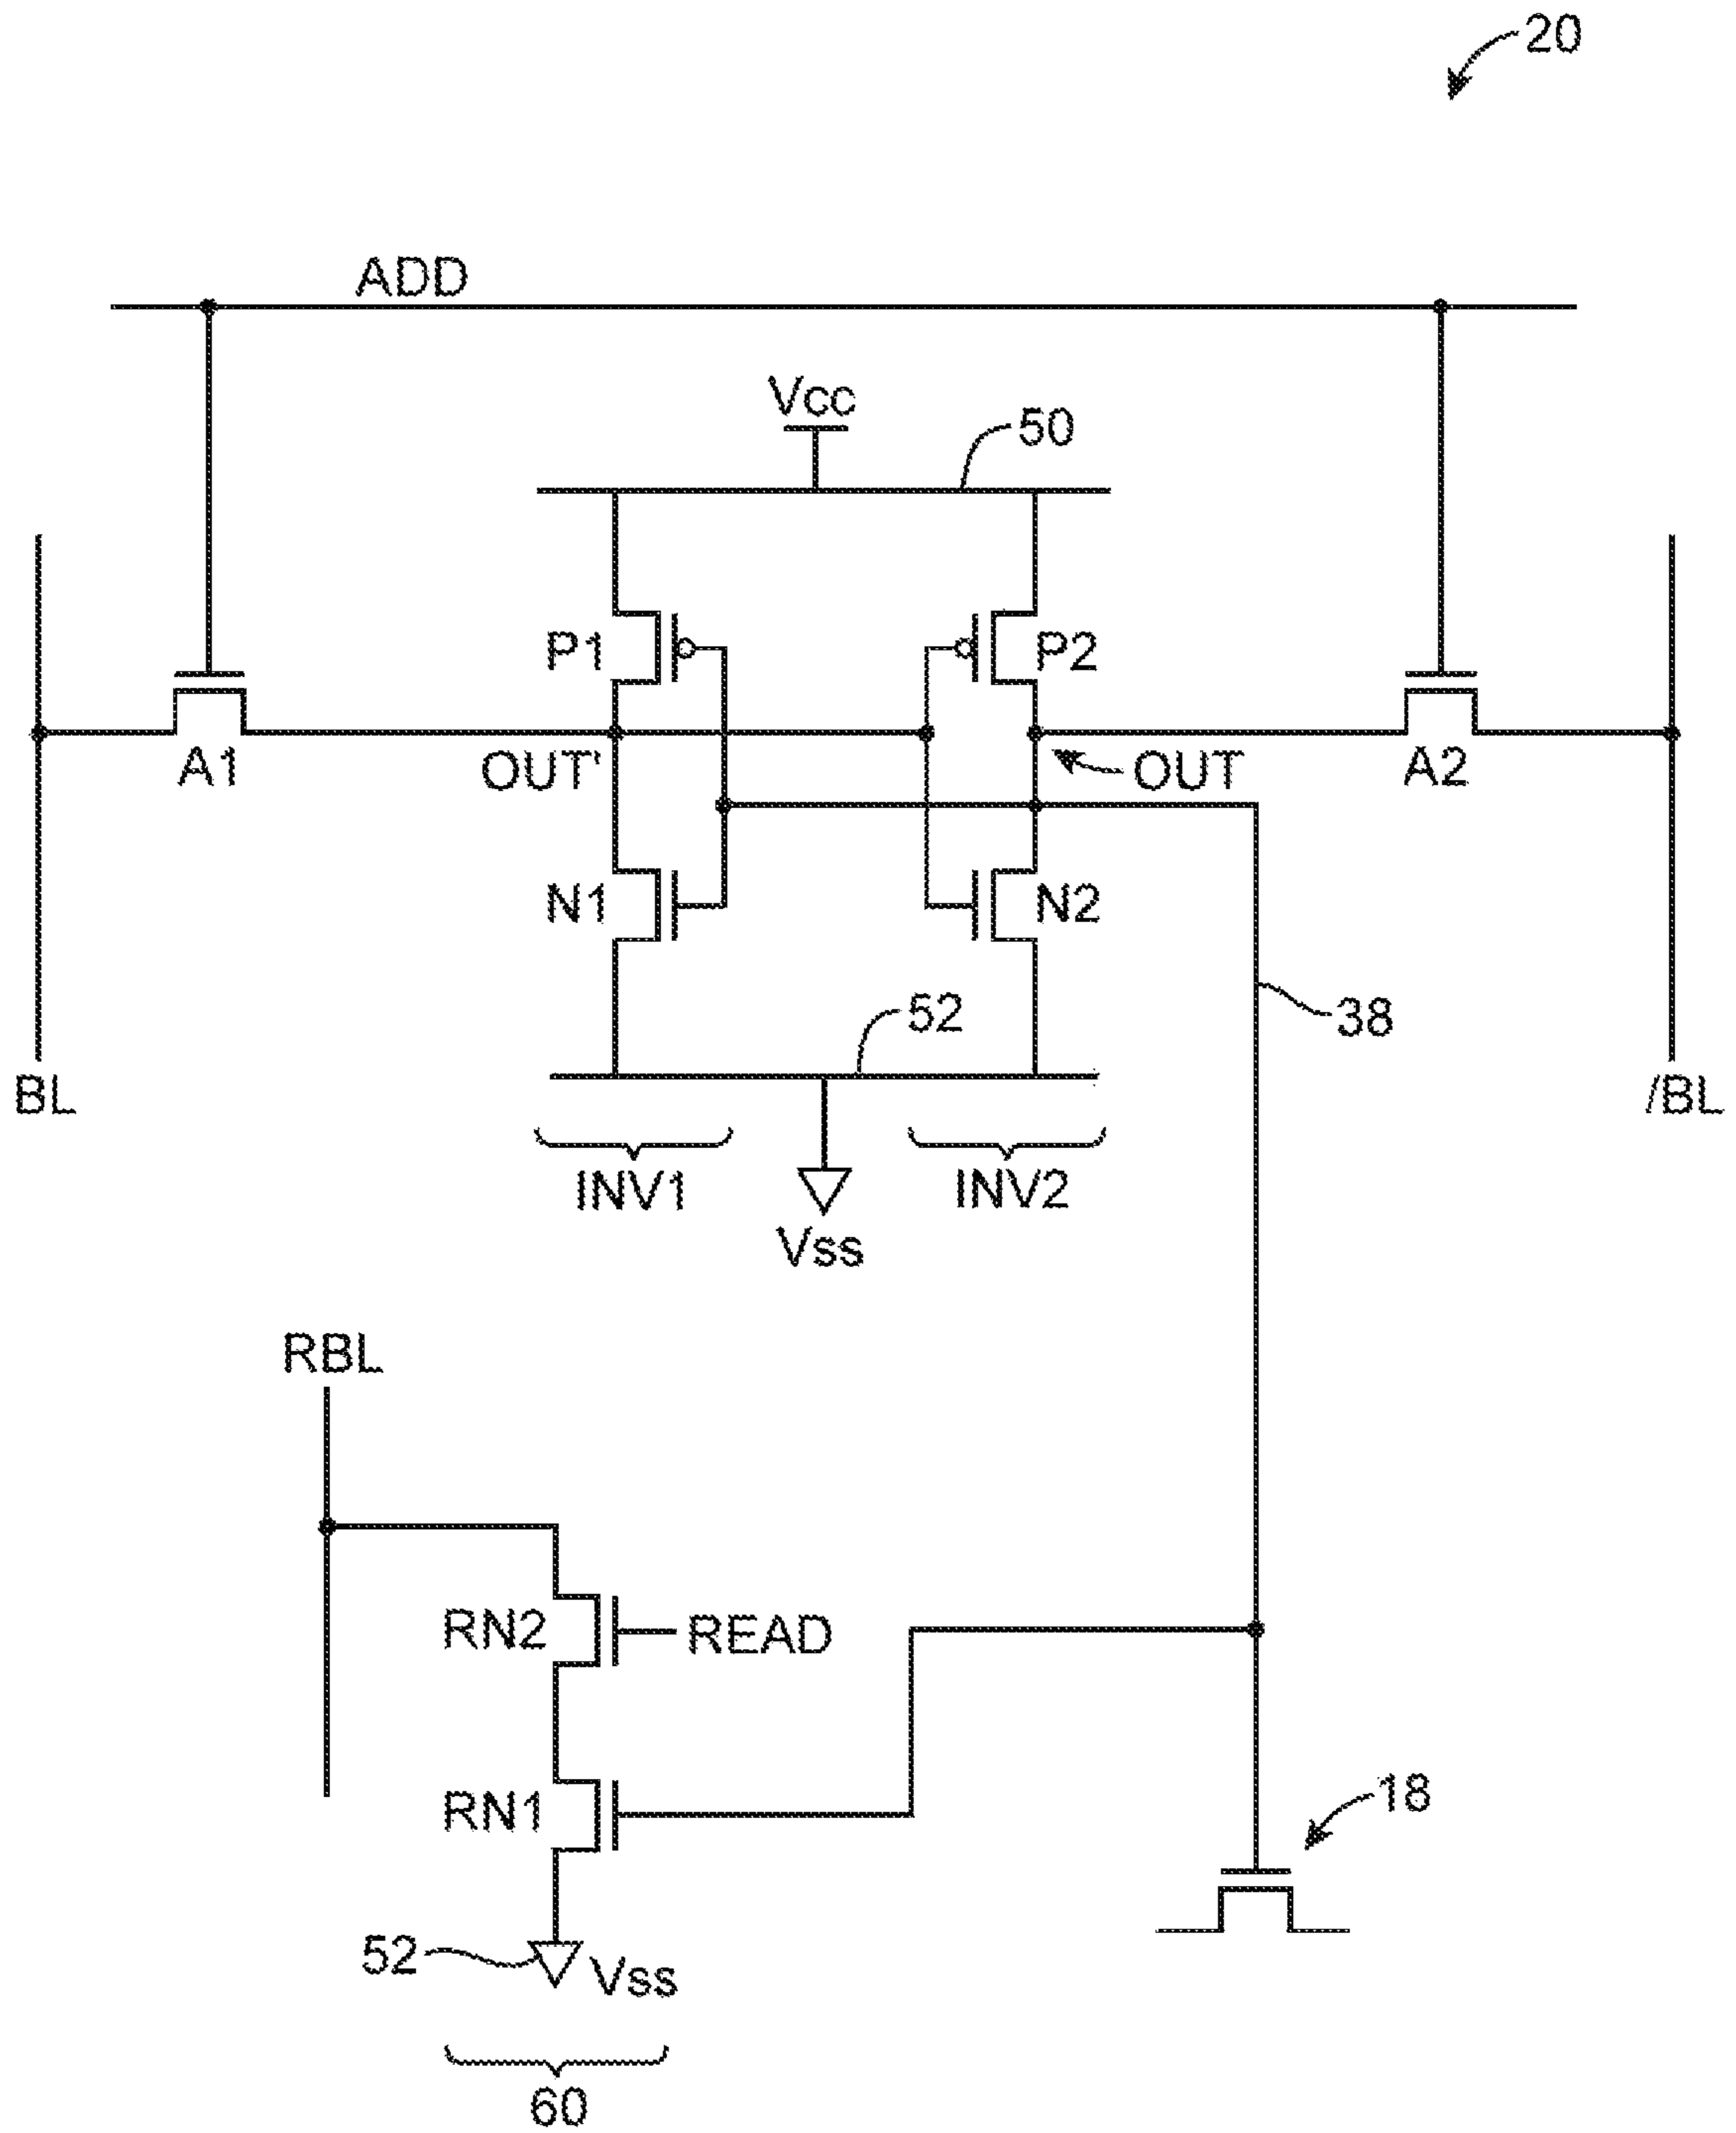 20
ADD
Vcc
50
P1
P2
A1
OUT'
OUT
A2
N1
N2
52
38
BL
/BL
INV1
INV2
Vss
RBL
RN2
READ
RN1
18
52
Vss
60